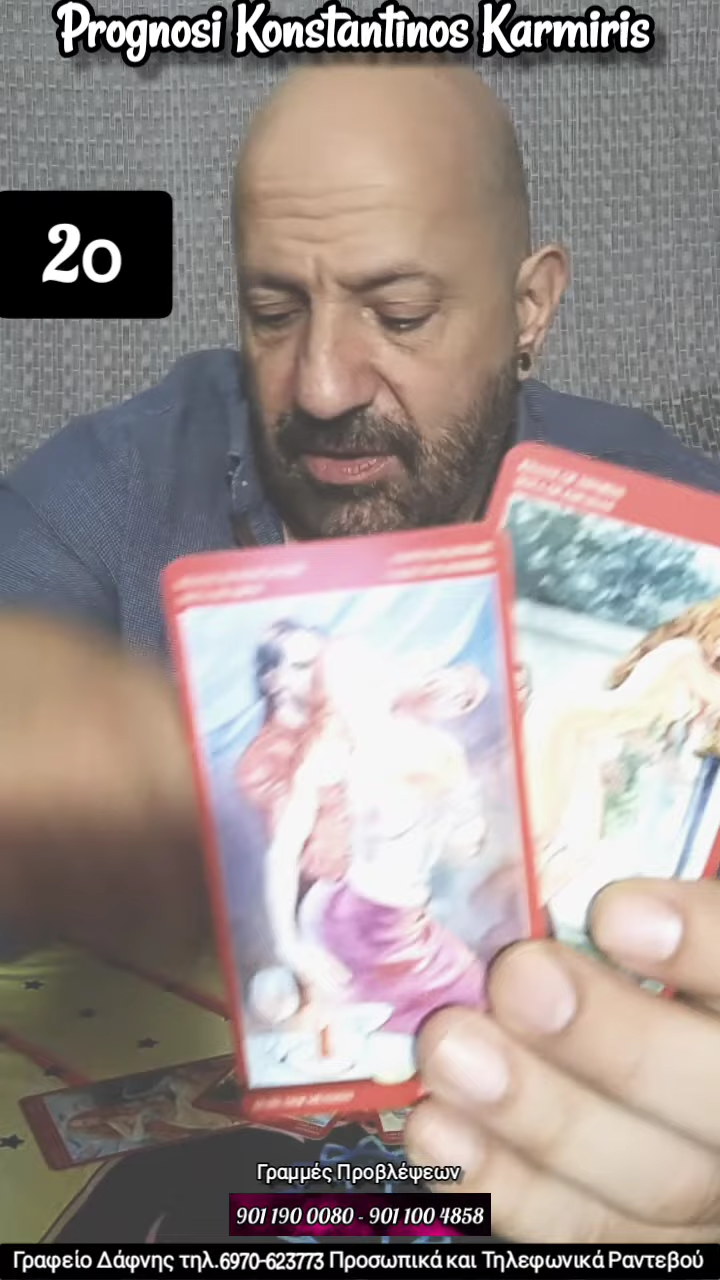 Prognosi Konstantinos Karmiris
2ο
Γραμμές Προβλέψεων
901 190 0080 - 901 100 4858
Γραφείο Δάφνης τηλ.6970-623773 Προσωπικά και Τηλεφωνικά Ραντεβού